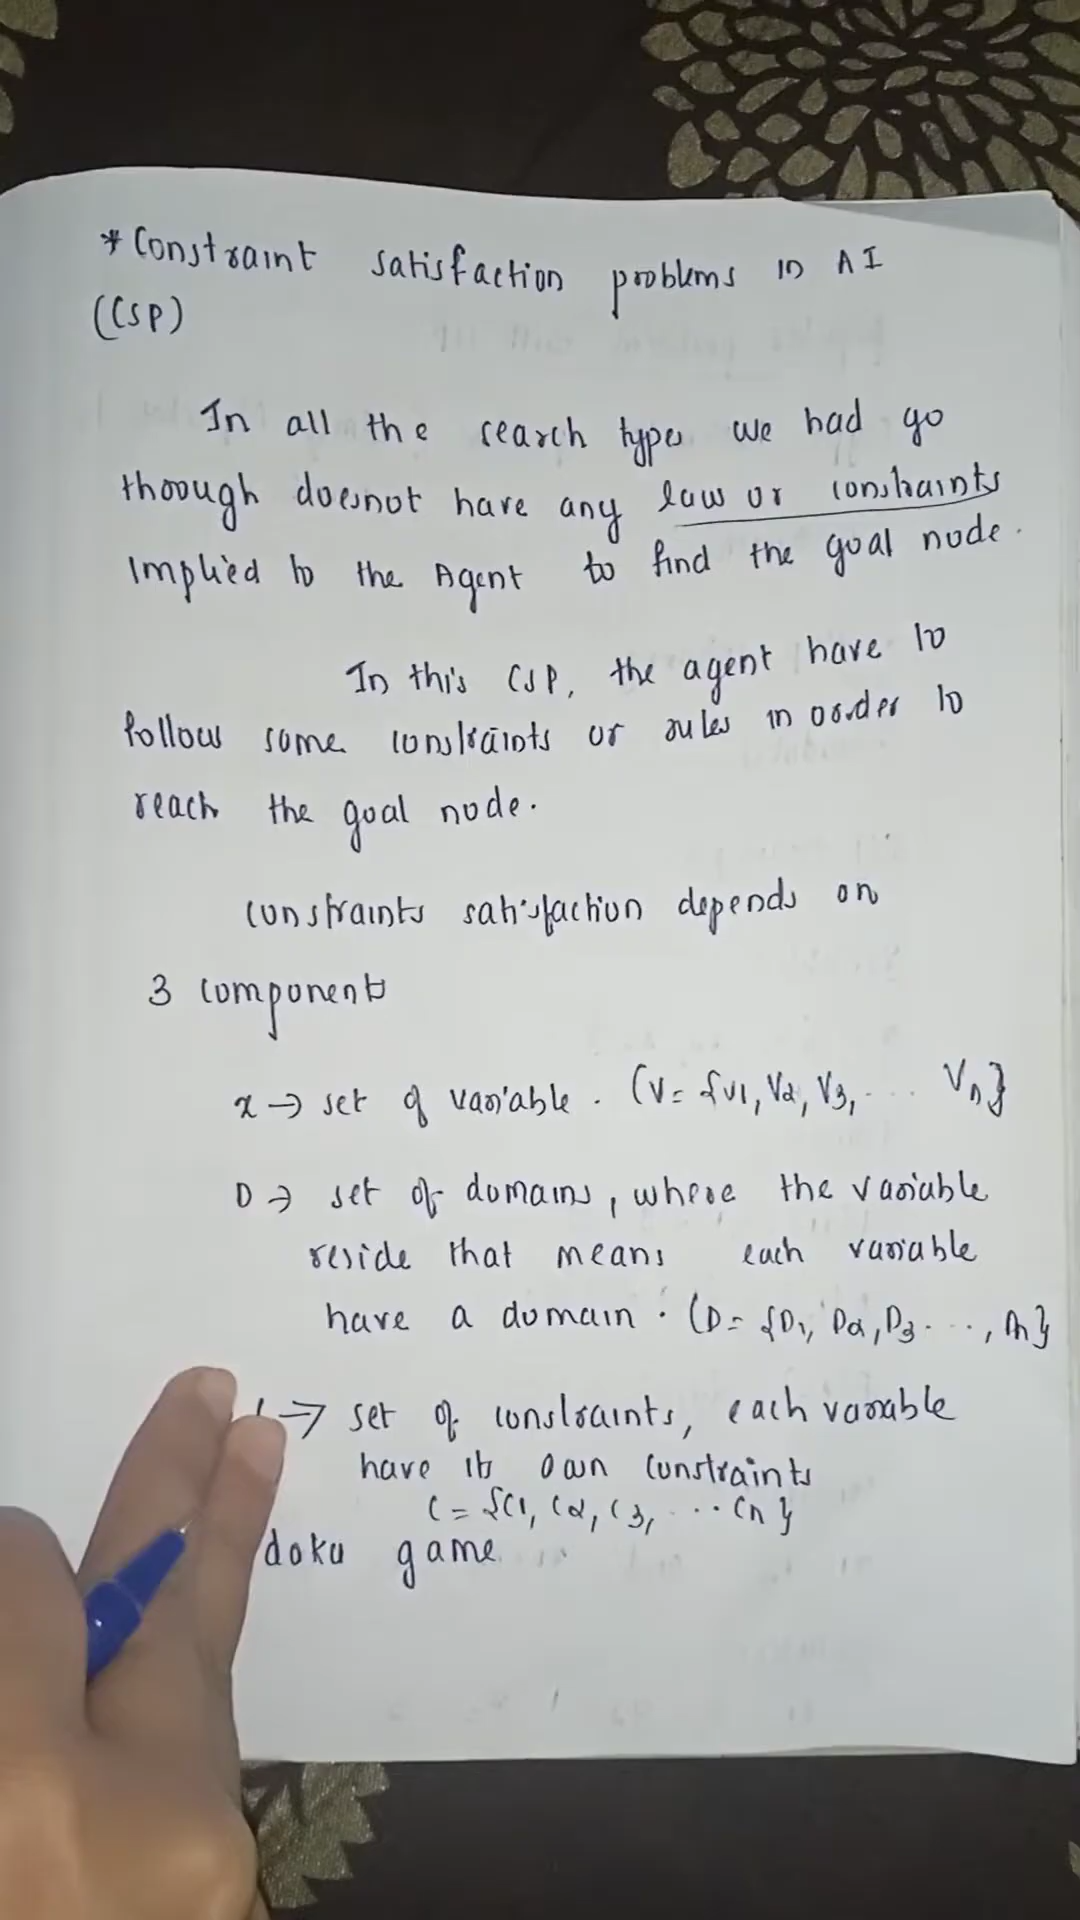 * Constraint satisfaction problems in AI
(CSP)
In all the search types we had go
though doesnot have any law or constraints
Implied to the Agent to find the goal node.
In this CSP, the agent have to
follow some constraints or rules in order to
reach the goal node.
constraints satisfaction depends on
3 components
x → set of variable. (V= {v1, V2, V3, .... Vn}
D → set of domains, where the variable
reside that means each variable
have a domain. (D= {D1, D2, D3...., Dn}
→ set of constraints, each variable
have its own constraints
C = {C1, C2, C3, ... Cn}
doku game